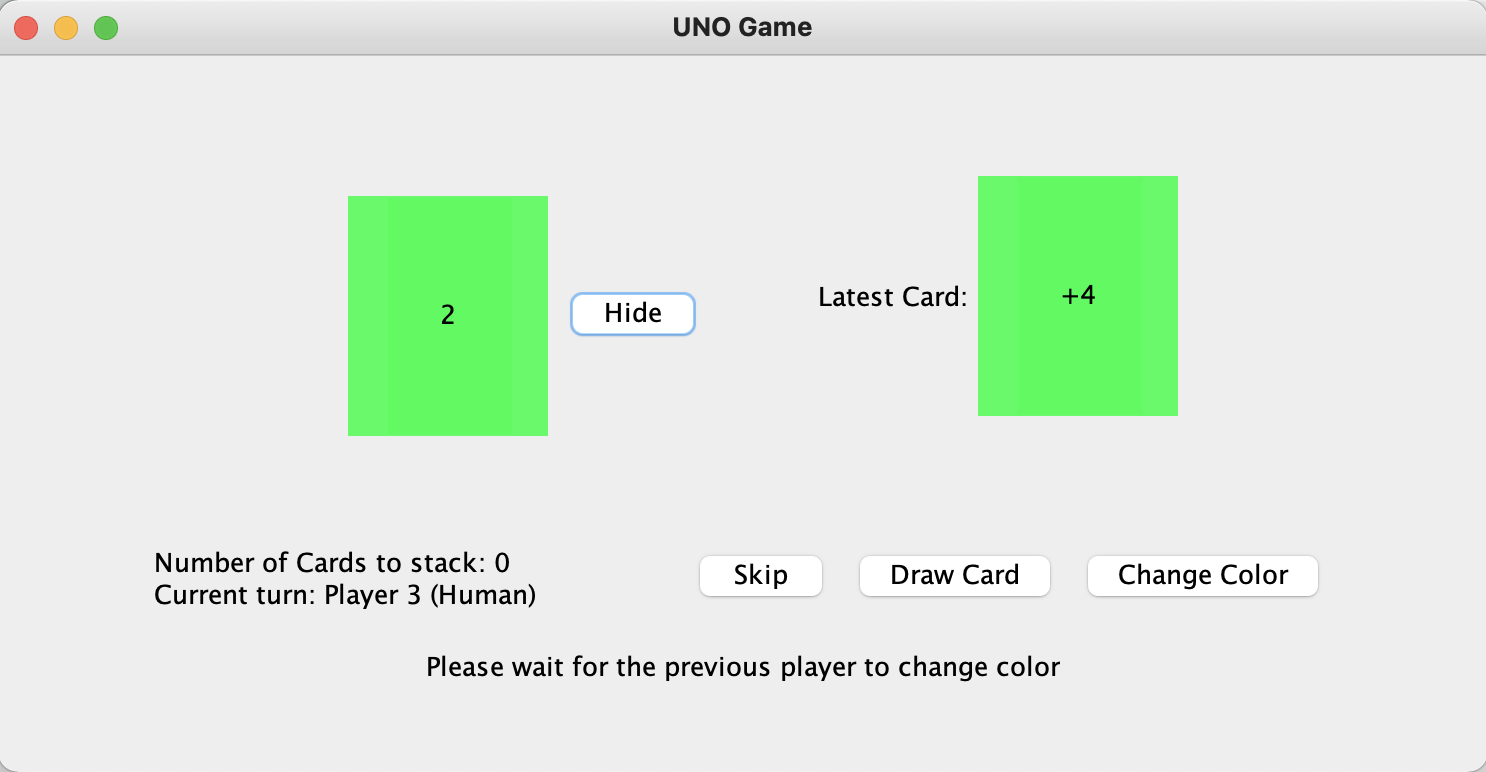 UNO Game
2
Hide
Latest Card:
+4
Number of Cards to stack: 0
Current turn: Player 3 (Human)
Skip
Draw Card
Change Color
Please wait for the previous player to change color